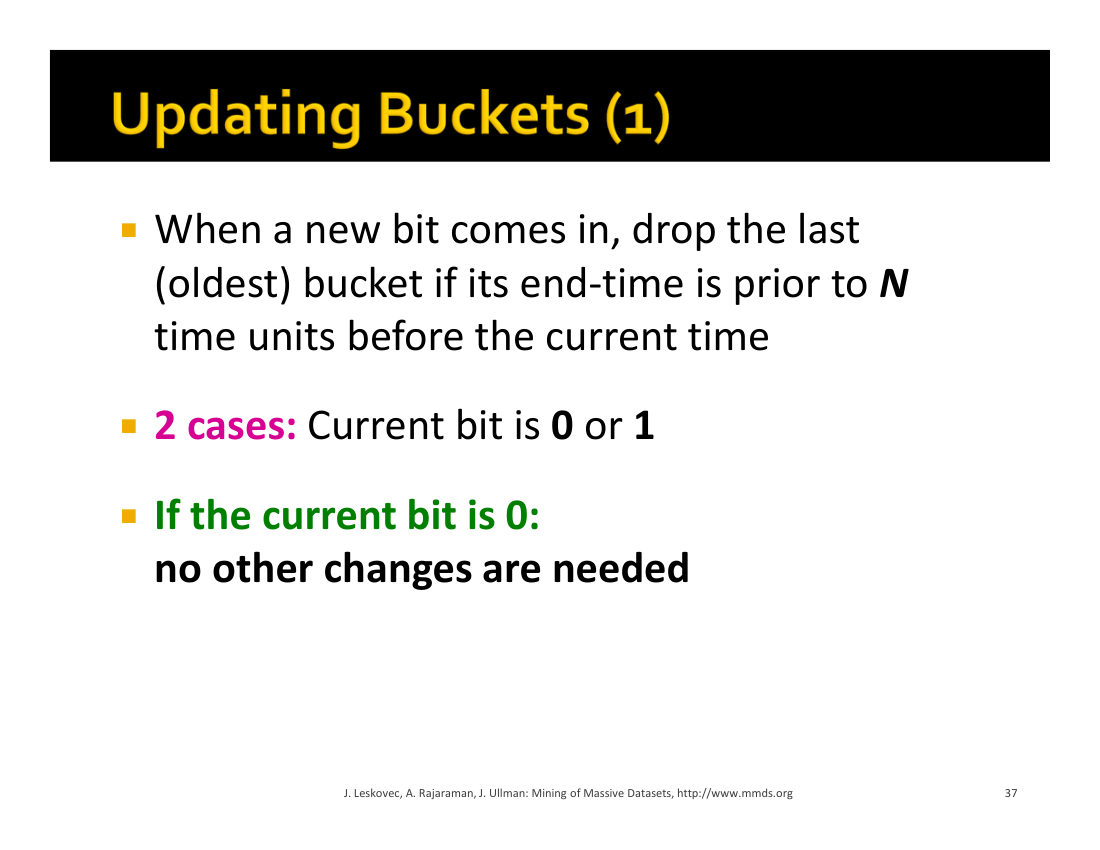 Updating Buckets (1)
When a new bit comes in, drop the last
(oldest) bucket if its end-time is prior to N
time units before the current time
2 cases: Current bit is 0 or 1
If the current bit is 0:
no other changes are needed
J. Leskovec, A. Rajaraman, J. Ullman: Mining of Massive Datasets, http://www.mmds.org
37